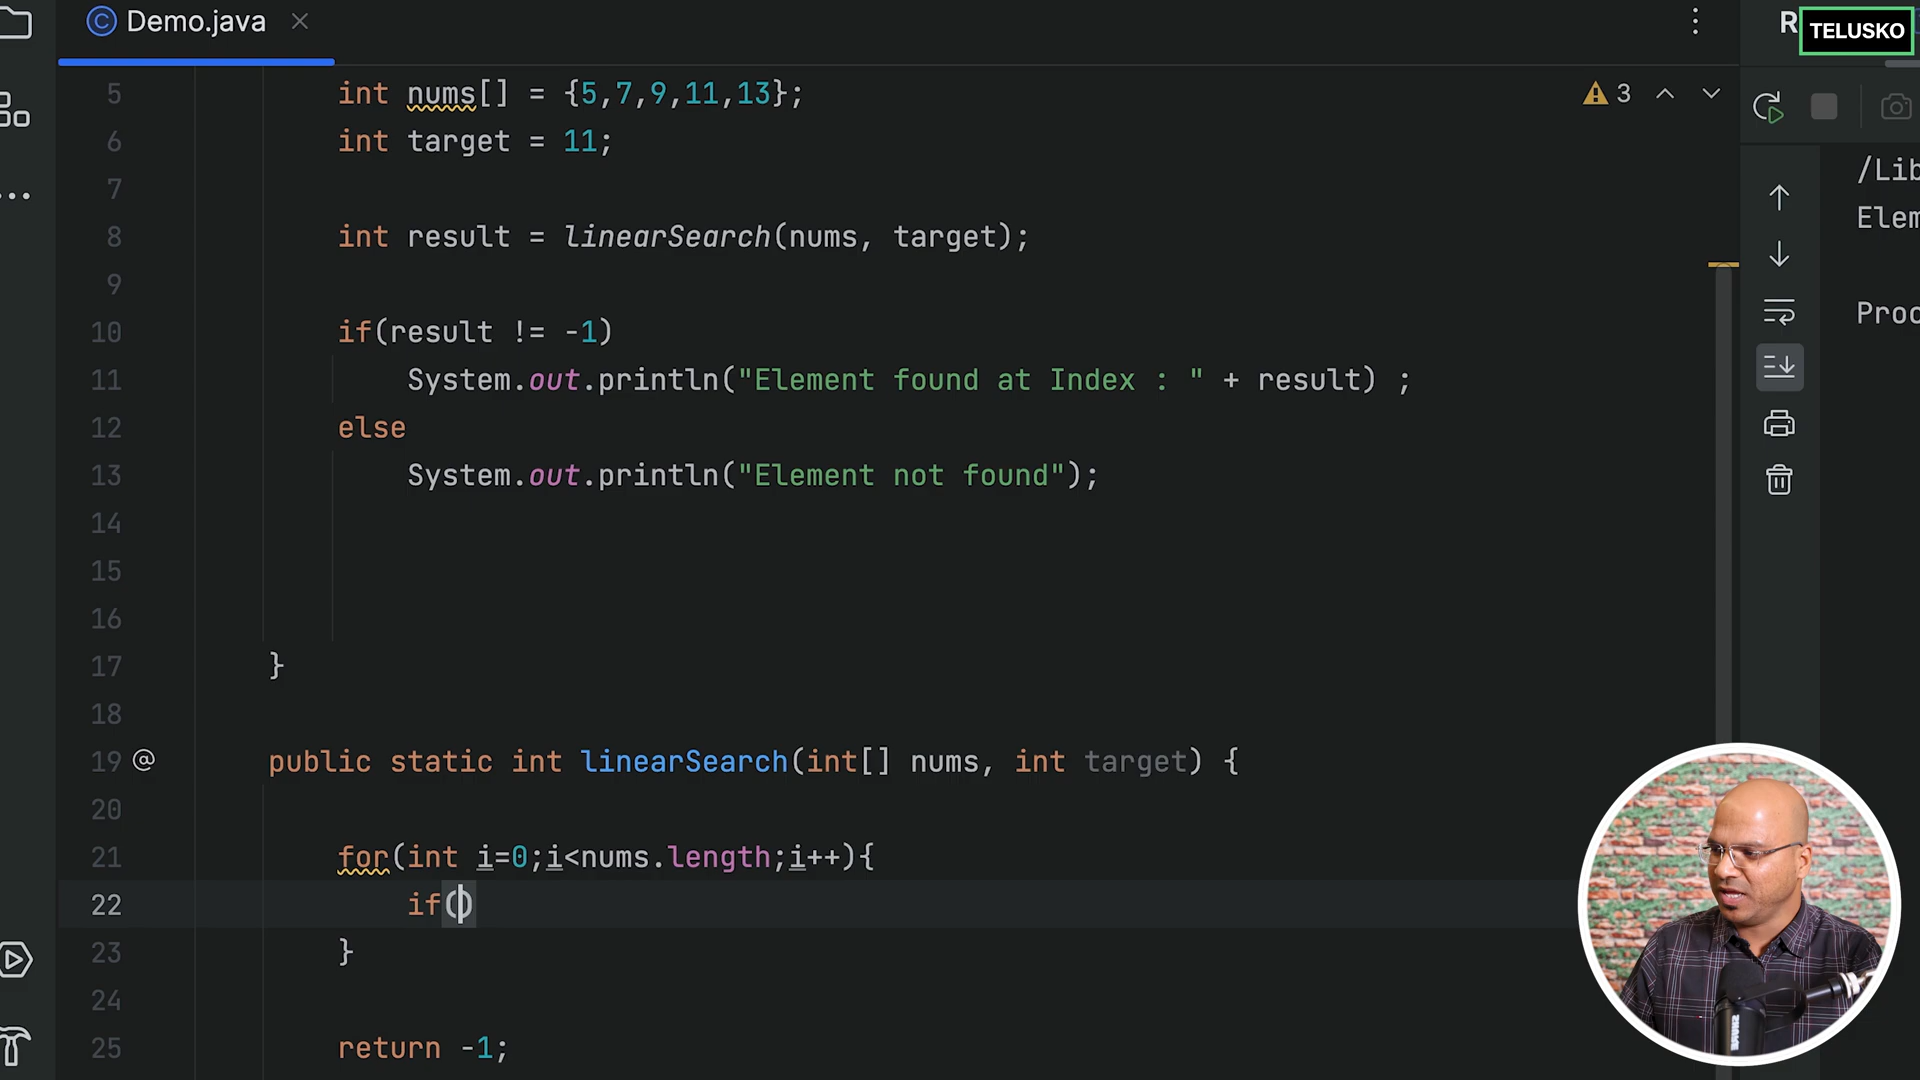 Demo.java
R TELUSKO
5 int nums[] = {5,7,9,11,13}; 3
6 int target = 11;
7
8 int result = linearSearch(nums, target);
9
10 if(result != -1)
11 System.out.println("Element found at Index : " + result) ;
12 else
13 System.out.println("Element not found");
14
15
16
17 }
18
19 @ public static int linearSearch(int[] nums, int target) {
20
21 for(int i=0;i<nums.length;i++){
22 if()
23 }
24
25 return -1;
/Lib
Elem
Proc